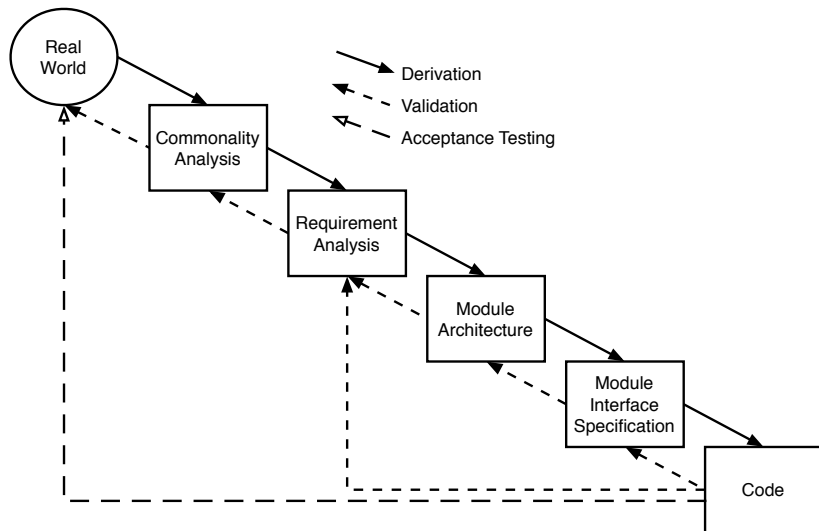 Real
World
Derivation
Validation
Acceptance Testing
Commonality
Analysis
Requirement
Analysis
Module
Architecture
Module
Interface
Specification
Code